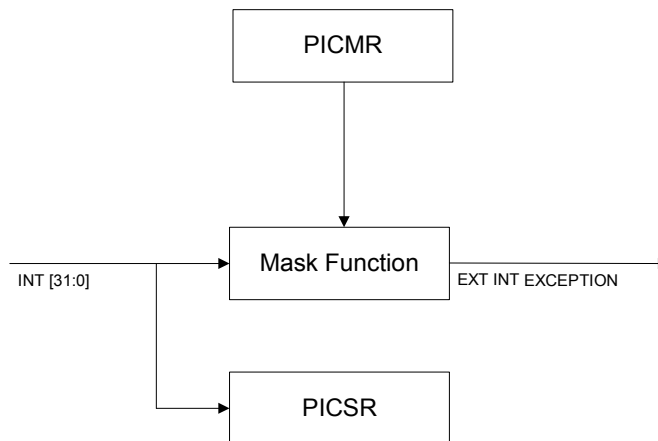 PICMR
Mask Function
INT [31:0]
EXT INT EXCEPTION
PICSR